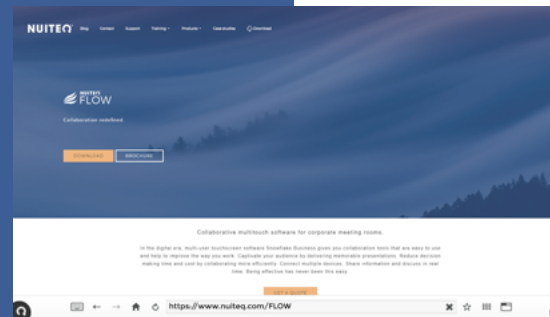 NUITEQ Blog Contact Support Training Products Case studies Download
NUITEQ
FLOW
Collaboration redefined
DOWNLOAD BROCHURE
Collaborative multitouch software for corporate meeting rooms.
In the digital era, multi-user touchscreen software Snowflake Business gives you collaboration tools that are easy to use
and help to improve the way you work. Captivate your audience by delivering memorable presentations. Reduce decision
making time and cost by collaborating more efficiently. Connect multiple devices. Share information and discuss in real
time. Being effective has never been this easy.
GET A QUOTE
https://www.nuiteq.com/FLOW